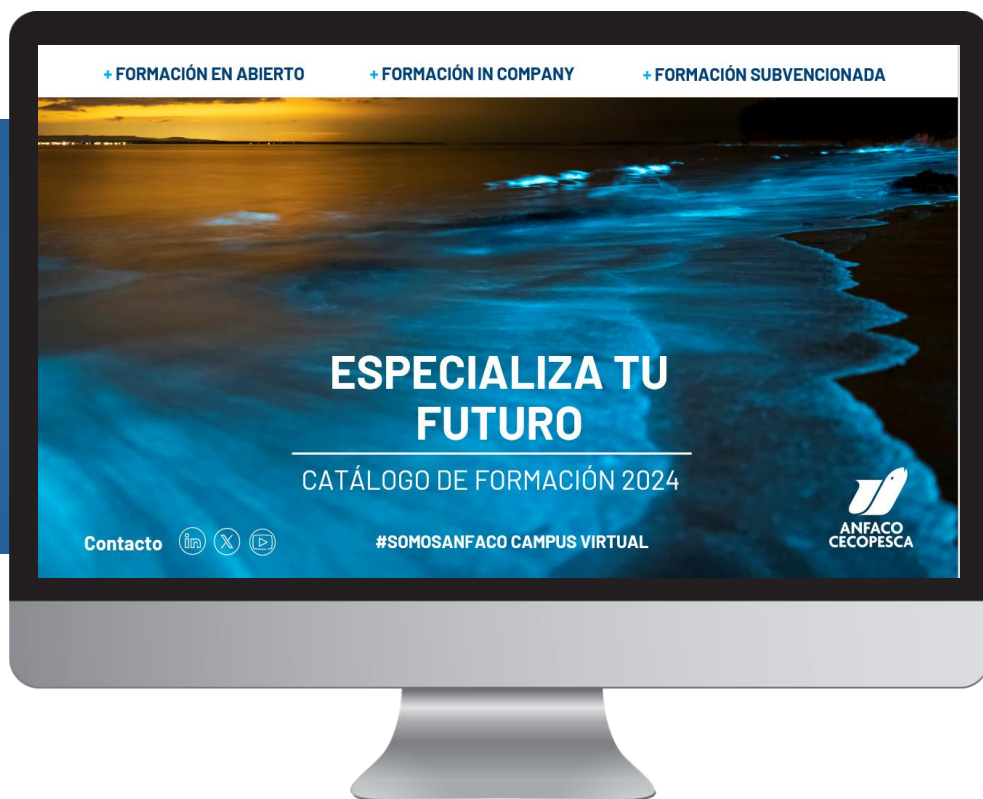 + FORMACIÓN EN ABIERTO + FORMACIÓN IN COMPANY + FORMACIÓN SUBVENCIONADA
ESPECIALIZA TU
FUTURO
CATÁLOGO DE FORMACIÓN 2024
ANFACO
CECOPESCA
Contacto in X #SOMOSANFACO CAMPUS VIRTUAL